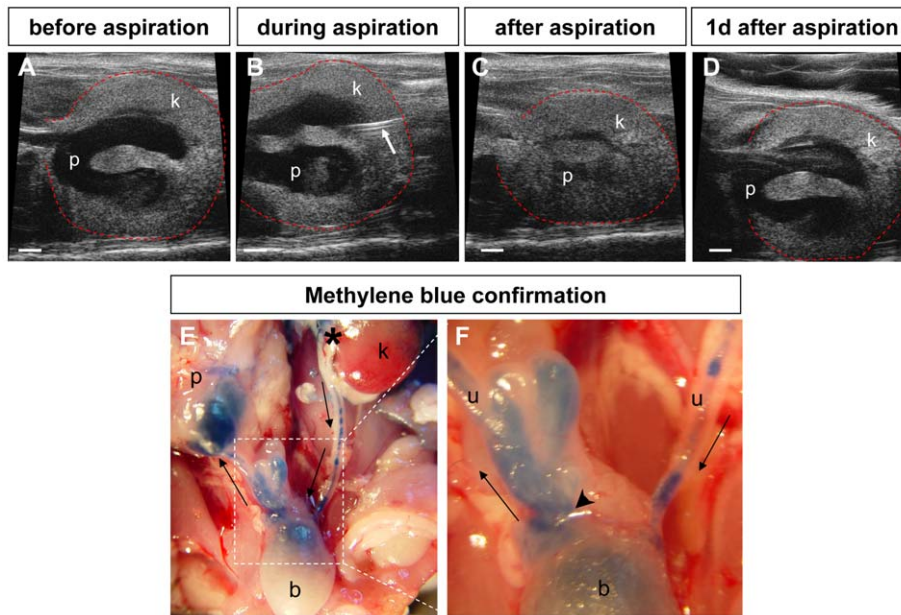 before aspiration
during aspiration
after aspiration
1d after aspiration
A
k
p
B
k
p
C
k
p
D
k
p
Methylene blue confirmation
E
*
k
p
b
F
u
u
b